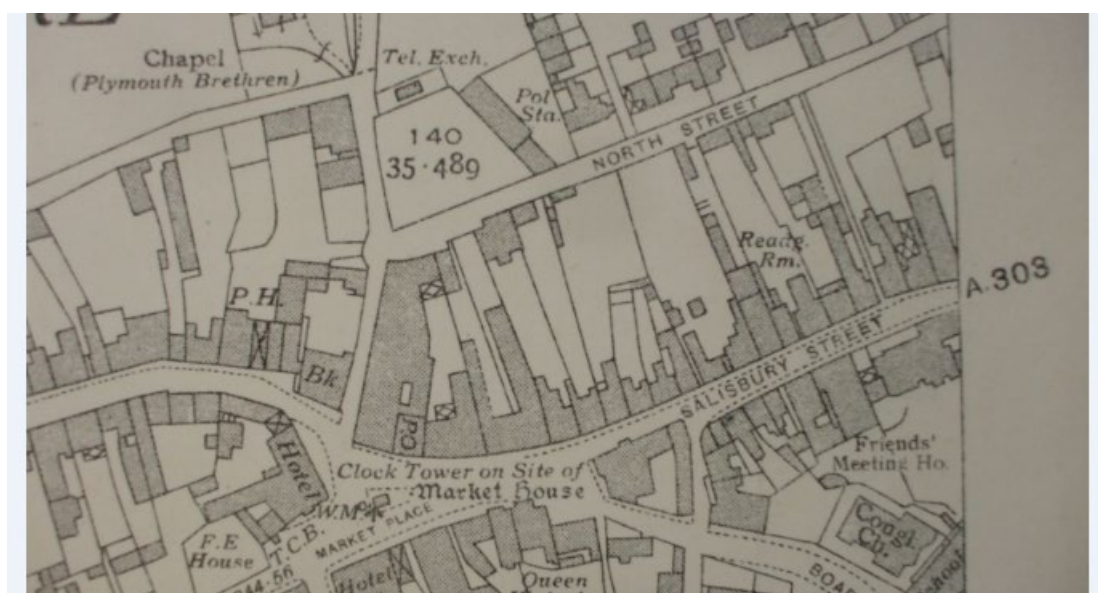 Chapel
(Plymouth Brethren)
Tel. Exch.
Pol
Sta.
140
35·489
NORTH STREET
Readg.
Rm.
P.H.
A.303
SALISBURY STREET
Bk.
P.O
Hotel
Clock Tower on Site of
Market House
Friends'
Meeting Ho.
W.M.
MARKET PLACE
T.C.B.
F.E
House
Congl.
Ch.
Hotel
Queen